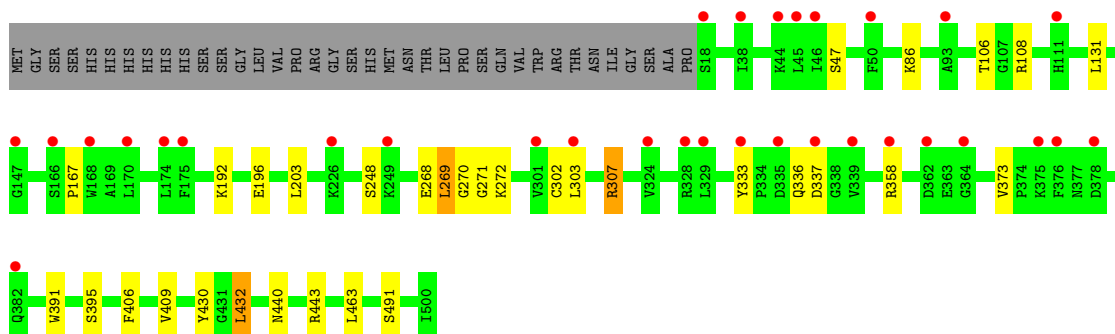 MET GLY SER SER HIS HIS HIS HIS HIS HIS SER SER GLY LEU VAL PRO ARG GLY SER HIS MET ASN THR LEU PRO SER GLN VAL TRP ARG THR ASN ILE GLY SER ALA PRO S18 I38 K44 L45 I46 S47 F50 K86 A93 T106 G107 R108 H111 L131
G147 S166 P167 W168 A169 L170 L174 F175 K192 E196 L203 K226 S248 K249 E268 L269 G270 G271 K272 V301 C302 L303 R307 V324 R328 L329 Y333 P334 D335 Q336 D337 G338 V339 R358 D362 E363 G364 V373 P374 K375 F376 N377 D378
Q382 W391 S395 F406 V409 Y430 G431 L432 N440 R443 L463 S491 I500